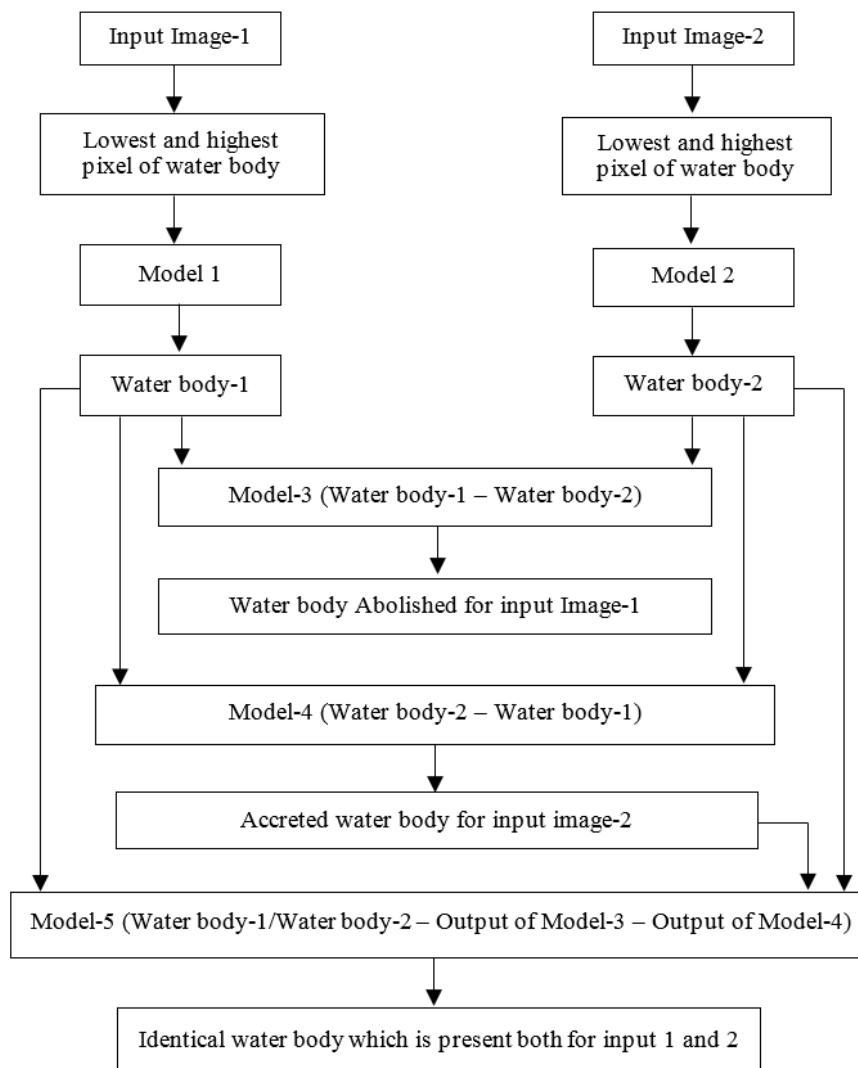 Input Image-1
Input Image-2
Lowest and highest
pixel of water body
Lowest and highest
pixel of water body
Model 1
Model 2
Water body-1
Water body-2
Model-3 (Water body-1 – Water body-2)
Water body Abolished for input Image-1
Model-4 (Water body-2 – Water body-1)
Accreted water body for input image-2
Model-5 (Water body-1/Water body-2 – Output of Model-3 – Output of Model-4)
Identical water body which is present both for input 1 and 2